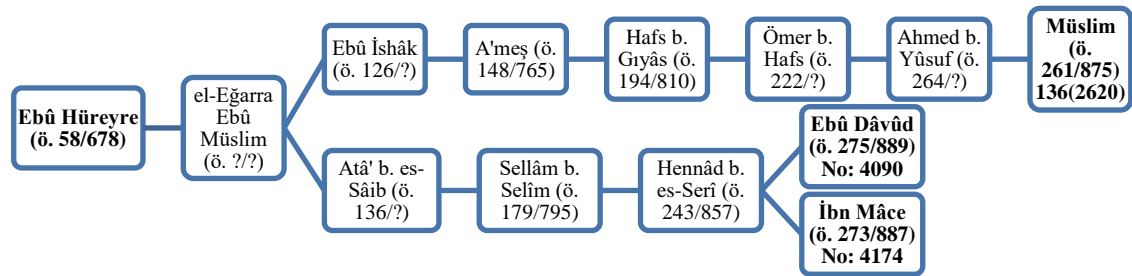 Ebû Hüreyre
(ö. 58/678)
el-Eğarra
Ebû
Müslim
(ö. ?/?)
Ebû İshâk
(ö. 126/?)
A'meş (ö.
148/765)
Hafs b.
Gıyâs (ö.
194/810)
Ömer b.
Hafs (ö.
222/?)
Ahmed b.
Yûsuf (ö.
264/?)
Müslim
(ö.
261/875)
136(2620)
Atâ' b. es-
Sâib (ö.
136/?)
Sellâm b.
Selîm (ö.
179/795)
Hennâd b.
es-Serî (ö.
243/857)
Ebû Dâvûd
(ö. 275/889)
No: 4090
İbn Mâce
(ö. 273/887)
No: 4174